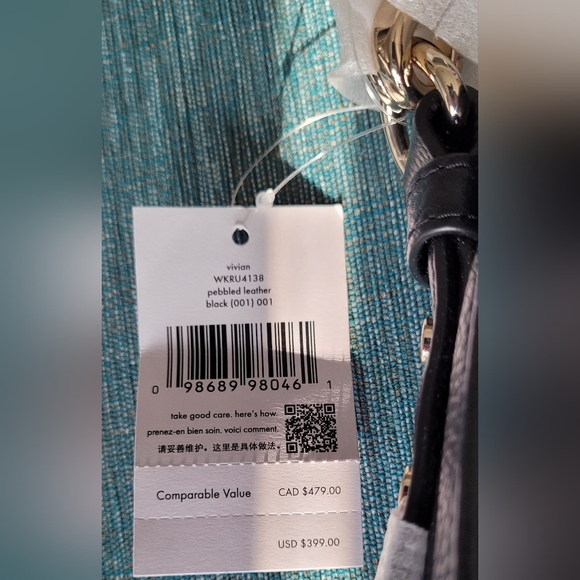 vivian
WKRU4138
pebbled leather
black (001) 001
0 98689 98046 1
take good care. here's how.
prenez-en bien soin. voici comment.
请妥善维护。这里是具体做法。
Comparable Value CAD $479.00
USD $399.00